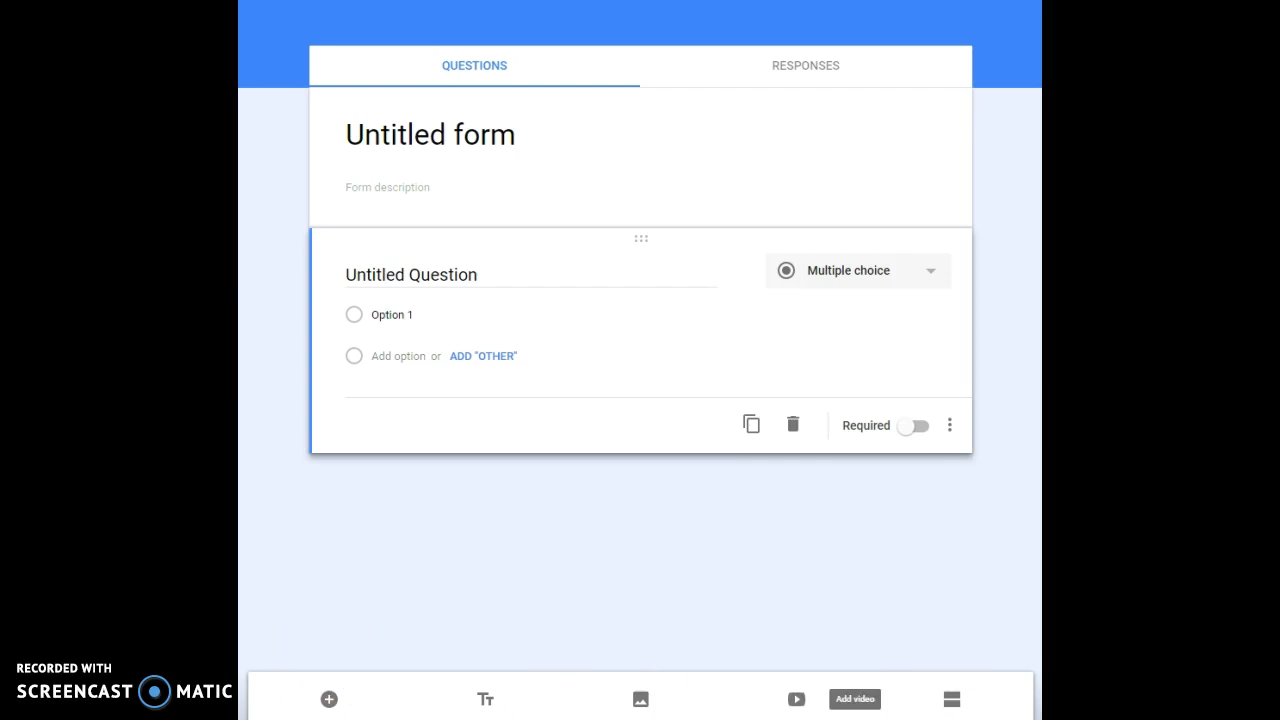 QUESTIONS RESPONSES
Untitled form
Form description
Untitled Question
Multiple choice
Option 1
Add option or ADD "OTHER"
Required
RECORDED WITH
SCREENCAST MATIC
Tт
Add video